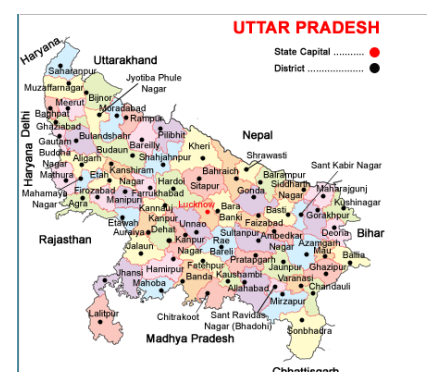 UTTAR PRADESH
State Capital ...........
District ...................
Haryana
Uttarakhand
Saharanpur
Jyotiba Phule
Nagar
Muzaffarnagar
Bijnor
Meerut
Moradabad
Baghpat
Rampur
Ghaziabad
Pilibhit
Nepal
Haryana Delhi
Gautam
Buddha
Nagar
Bulandshahr
Bareilly
Kheri
Shahjahnpur
Shrawasti
Aligarh
Budaun
Bahraich
Balrampur
Sant Kabir Nagar
Mathura
Etah
Kanshiram
Nagar
Hardoi
Sitapur
Gonda
Siddharth
Nagar
Maharajgunj
Mahamaya
Nagar
Firozabad
Farrukhabad
Kushinagar
Agra
Mainpuri
Kannauj
Lucknow
Bara
Banki
Basti
Gorakhpur
Etawah
Kanpur
Dehat
Unnao
Faizabad
Deoria
Bihar
Rajasthan
Auraiya
Sultanpur
Ambedkar
Nagar
Azamgarh
Jalaun
Kanpur
Nagar
Rae
Bareli
Mau
Ballia
Jhansi
Hamirpur
Fatehpur
Pratapgarh
Jaunpur
Ghazipur
Mahoba
Banda
Kaushambi
Varanasi
Allahabad
Chandauli
Lalitpur
Chitrakoot
Sant Ravidas
Nagar (Bhadohi)
Mirzapur
Madhya Pradesh
Sonbhadra
Chhattisgarh